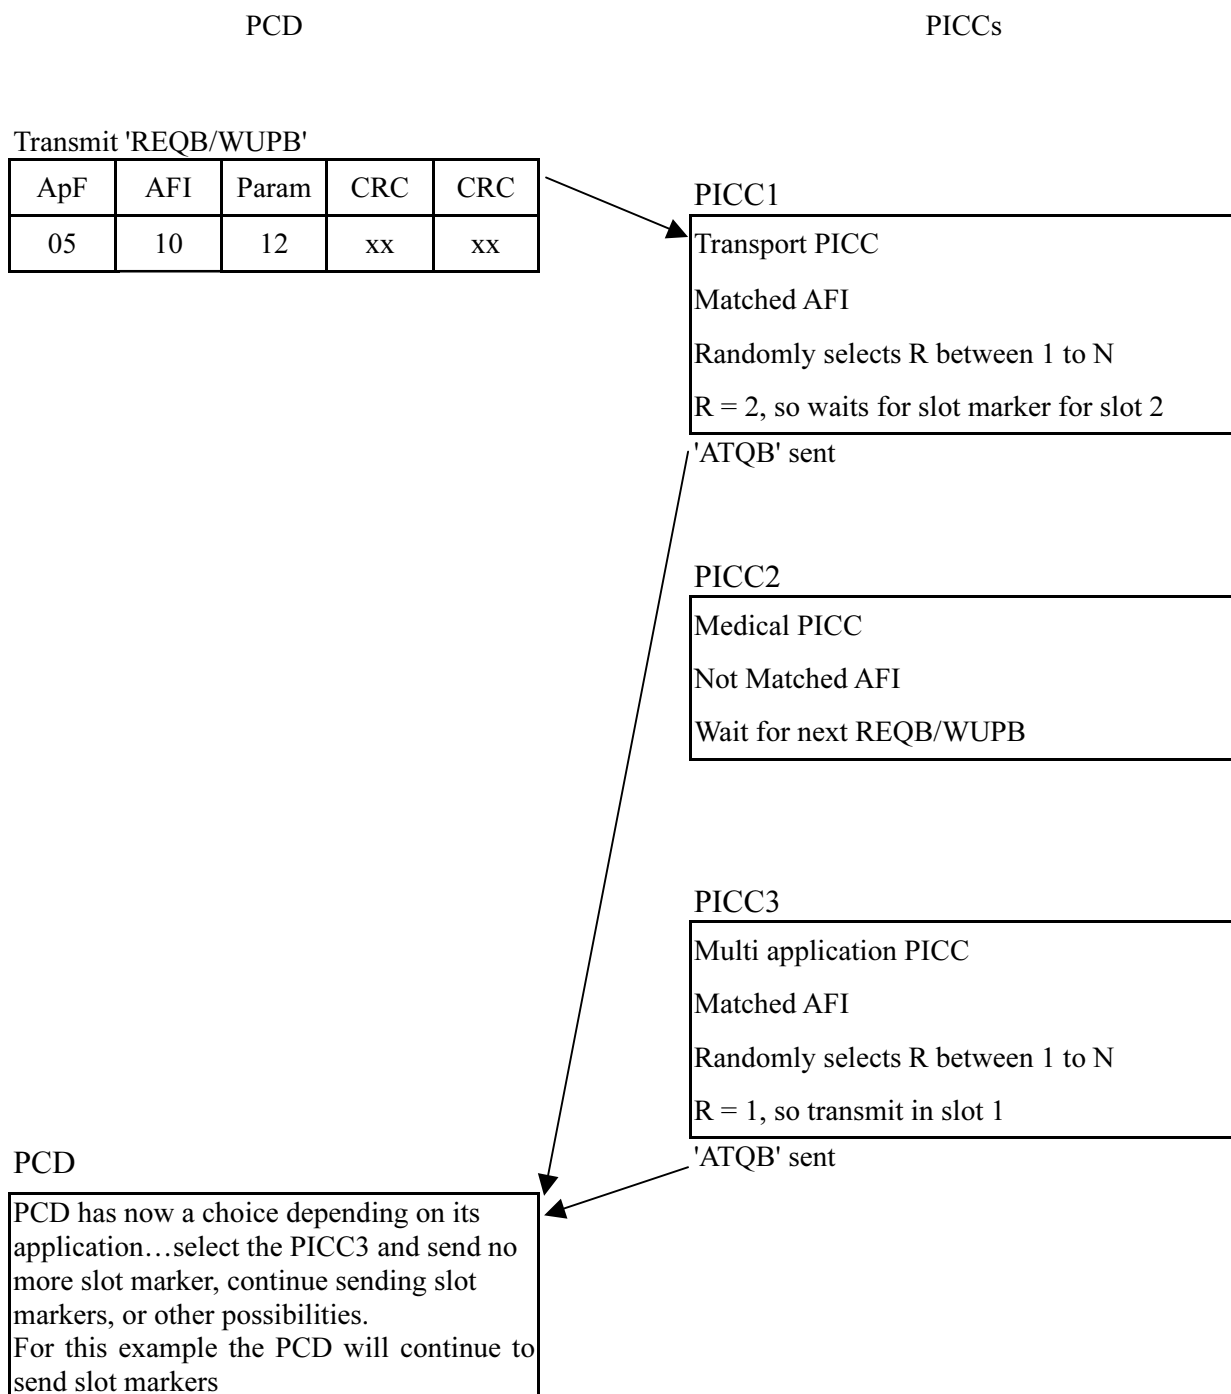 PCD
PICCs
Transmit 'REQB/WUPB'
ApF AFI Param CRC CRC
05 10 12 xx xx
PICC1
Transport PICC
Matched AFI
Randomly selects R between 1 to N
R = 2, so waits for slot marker for slot 2
'ATQB' sent
PICC2
Medical PICC
Not Matched AFI
Wait for next REQB/WUPB
PICC3
Multi application PICC
Matched AFI
Randomly selects R between 1 to N
R = 1, so transmit in slot 1
'ATQB' sent
PCD
PCD has now a choice depending on its
application…select the PICC3 and send no
more slot marker, continue sending slot
markers, or other possibilities.
For this example the PCD will continue to
send slot markers